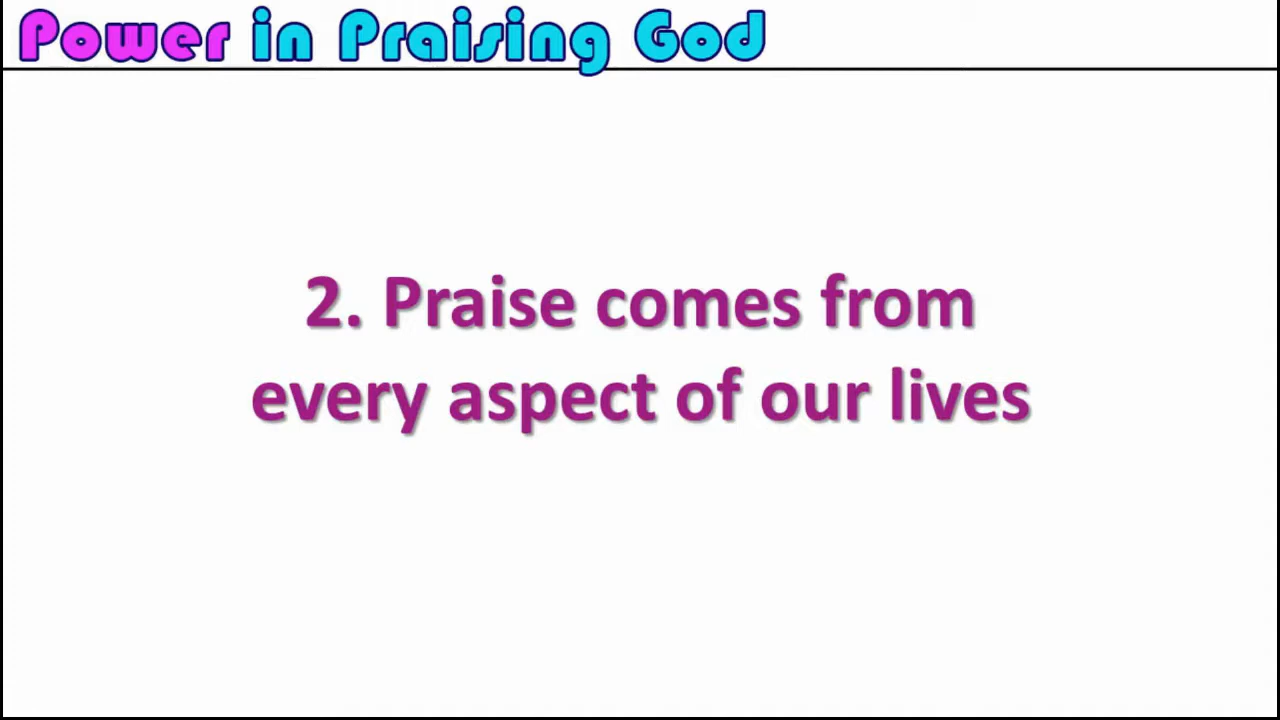 Power in Praising God
2. Praise comes from
every aspect of our lives